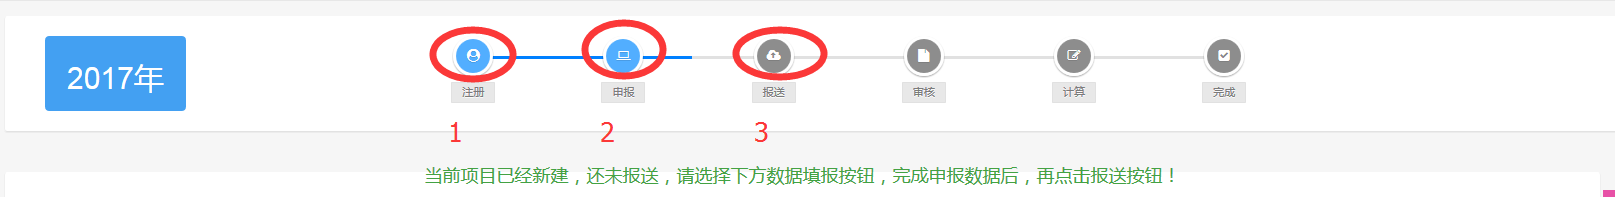 2017年
注册 申报 报送 审核 计算 完成
1 2 3
当前项目已经新建，还未报送，请选择下方数据填报按钮，完成申报数据后，再点击报送按钮！